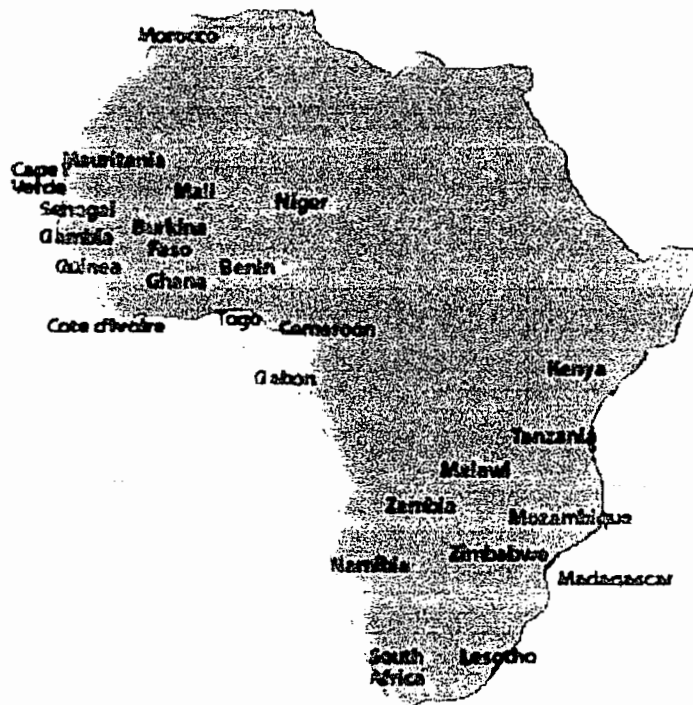 Morocco
Mauritania
Cape
Verde
Mali
Niger
Senegal
Gambia
Burkina
Faso
Guinea
Benin
Ghana
Cote d'Ivoire
Togo
Cameroon
Gabon
Kenya
Tanzania
Malawi
Zambia
Mozambique
Zimbabwe
Namibia
Madagascar
South
Africa
Lesotho